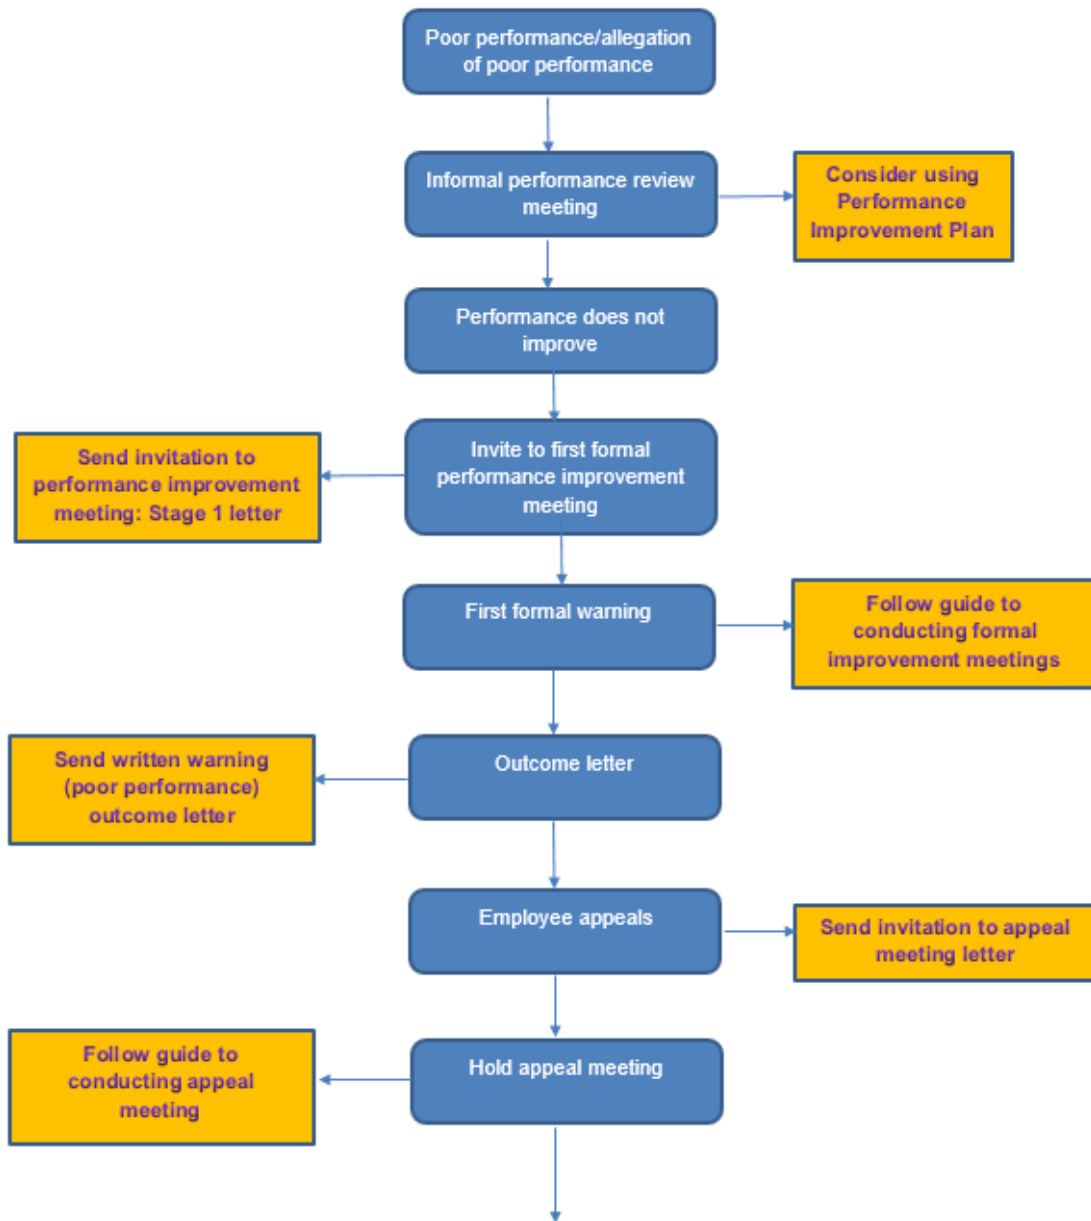 Poor performance/allegation
of poor performance
Informal performance review
meeting
Consider using
Performance
Improvement Plan
Performance does not
improve
Invite to first formal
performance improvement
meeting
Send invitation to
performance improvement
meeting: Stage 1 letter
First formal warning
Follow guide to
conducting formal
improvement meetings
Outcome letter
Send written warning
(poor performance)
outcome letter
Employee appeals
Send invitation to appeal
meeting letter
Hold appeal meeting
Follow guide to
conducting appeal
meeting